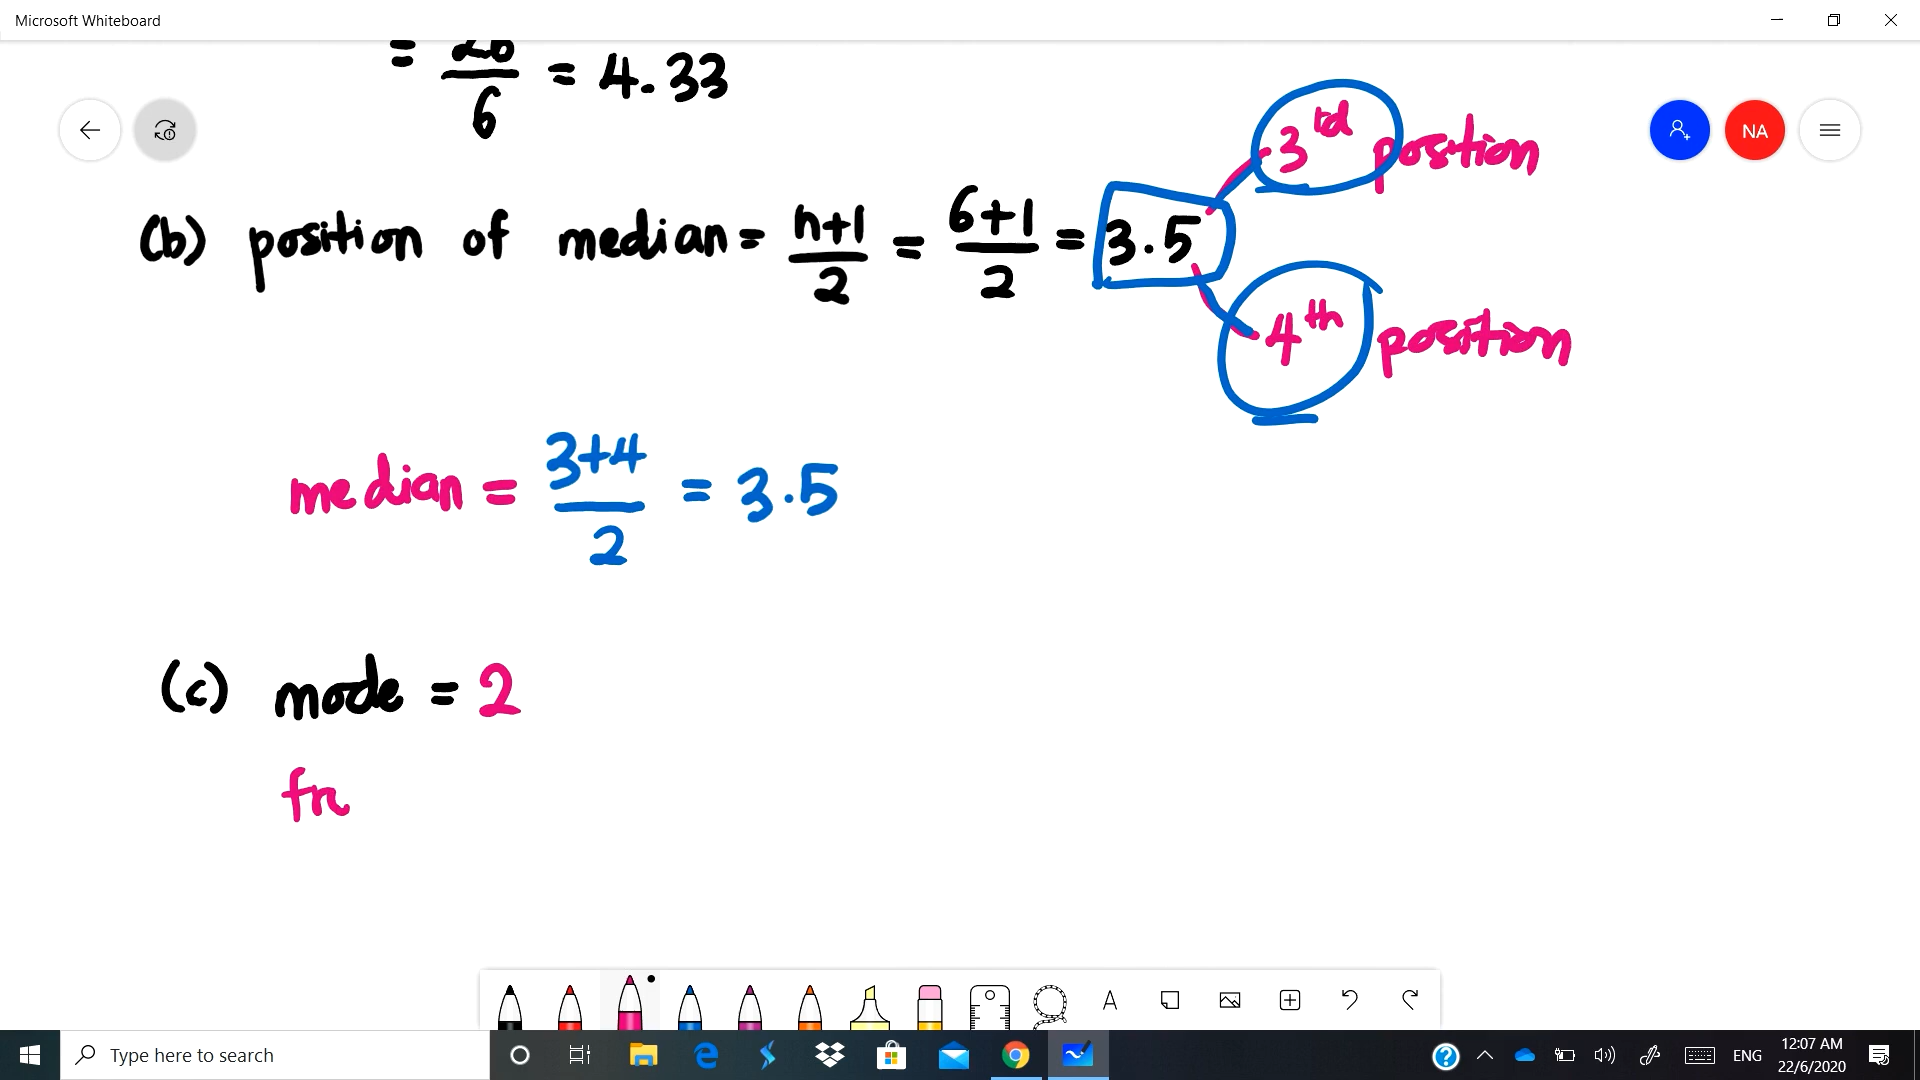 Microsoft Whiteboard
= 26/6 = 4.33
NA
3rd position
(b) position of median = n+1/2 = 6+1/2 = 3.5
4th position
median = 3+4/2 = 3.5
(c) mode = 2
fre
A
Type here to search
ENG
12:07 AM
22/6/2020